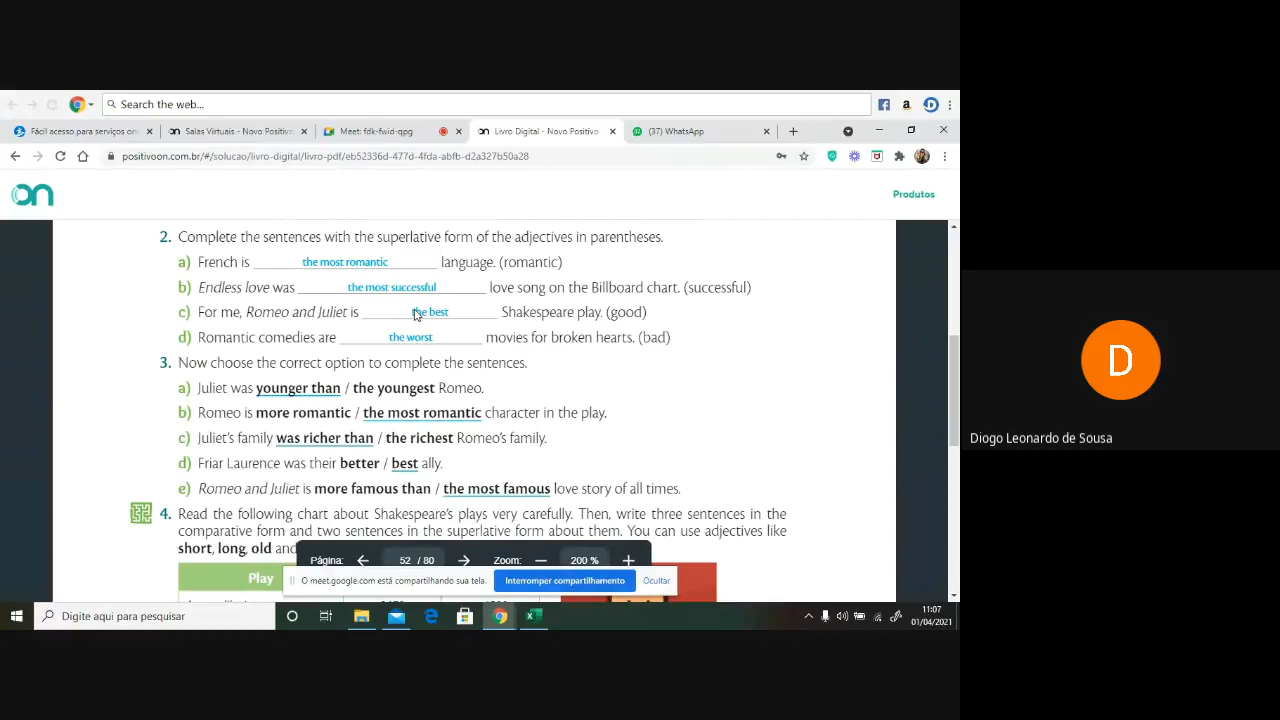 Search the web...
Fácil acesso para serviços on
Salas Virtuais - Novo Positivo
Meet: fdk-fwid-qpg
Livro Digital - Novo Positivo
(37) WhatsApp
positivoon.com.br/#/solucao/livro-digital/livro-pdf/eb52336d-477d-4fda-abfb-d2a327b50a28
on
Produtos
2. Complete the sentences with the superlative form of the adjectives in parentheses.
a) French is the most romantic language. (romantic)
b) Endless love was the most successful love song on the Billboard chart. (successful)
c) For me, Romeo and Juliet is the best Shakespeare play. (good)
d) Romantic comedies are the worst movies for broken hearts. (bad)
3. Now choose the correct option to complete the sentences.
a) Juliet was younger than / the youngest Romeo.
b) Romeo is more romantic / the most romantic character in the play.
c) Juliet's family was richer than / the richest Romeo's family.
d) Friar Laurence was their better / best ally.
e) Romeo and Juliet is more famous than / the most famous love story of all times.
4. Read the following chart about Shakespeare's plays very carefully. Then, write three sentences in the
comparative form and two sentences in the superlative form about them. You can use adjectives like
short, long, old and
Página: 52 / 80 Zoom: 200 %
Play
O meet.google.com está compartilhando sua tela. Interromper compartilhamento Ocultar
Digite aqui para pesquisar
11:07
01/04/2021
D
Diogo Leonardo de Sousa